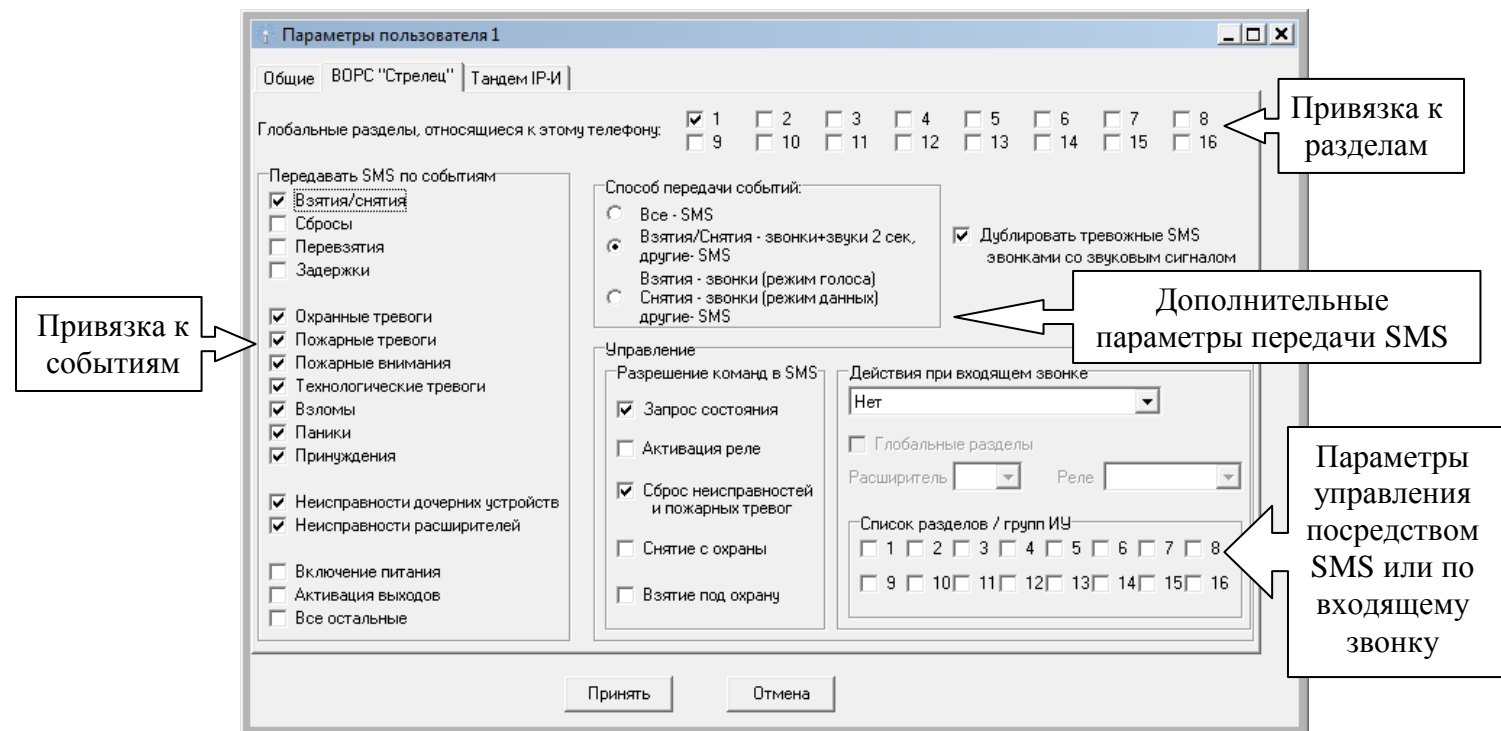 Параметры пользователя 1
Общие ВОРС "Стрелец" Тандем IP-И
Глобальные разделы, относящиеся к этому телефону:
1 2 3 4 5 6 7 8
9 10 11 12 13 14 15 16
Привязка к
разделам
Передавать SMS по событиям
Взятия/снятия
Сбросы
Перевзятия
Задержки
Охранные тревоги
Пожарные тревоги
Пожарные внимания
Технологические тревоги
Взломы
Паники
Принуждения
Неисправности дочерних устройств
Неисправности расширителей
Включение питания
Активация выходов
Все остальные
Привязка к
событиям
Способ передачи событий:
Все - SMS
Взятия/Снятия - звонки+звуки 2 сек,
другие- SMS
Взятия - звонки (режим голоса)
Снятия - звонки (режим данных)
другие- SMS
Дублировать тревожные SMS
звонками со звуковым сигналом
Дополнительные
параметры передачи SMS
Управление
Разрешение команд в SMS
Запрос состояния
Активация реле
Сброс неисправностей
и пожарных тревог
Снятие с охраны
Взятие под охрану
Действия при входящем звонке
Нет
Глобальные разделы
Расширитель Реле
Список разделов / групп ИУ
1 2 3 4 5 6 7 8
9 10 11 12 13 14 15 16
Параметры
управления
посредством
SMS или по
входящему
звонку
Принять Отмена